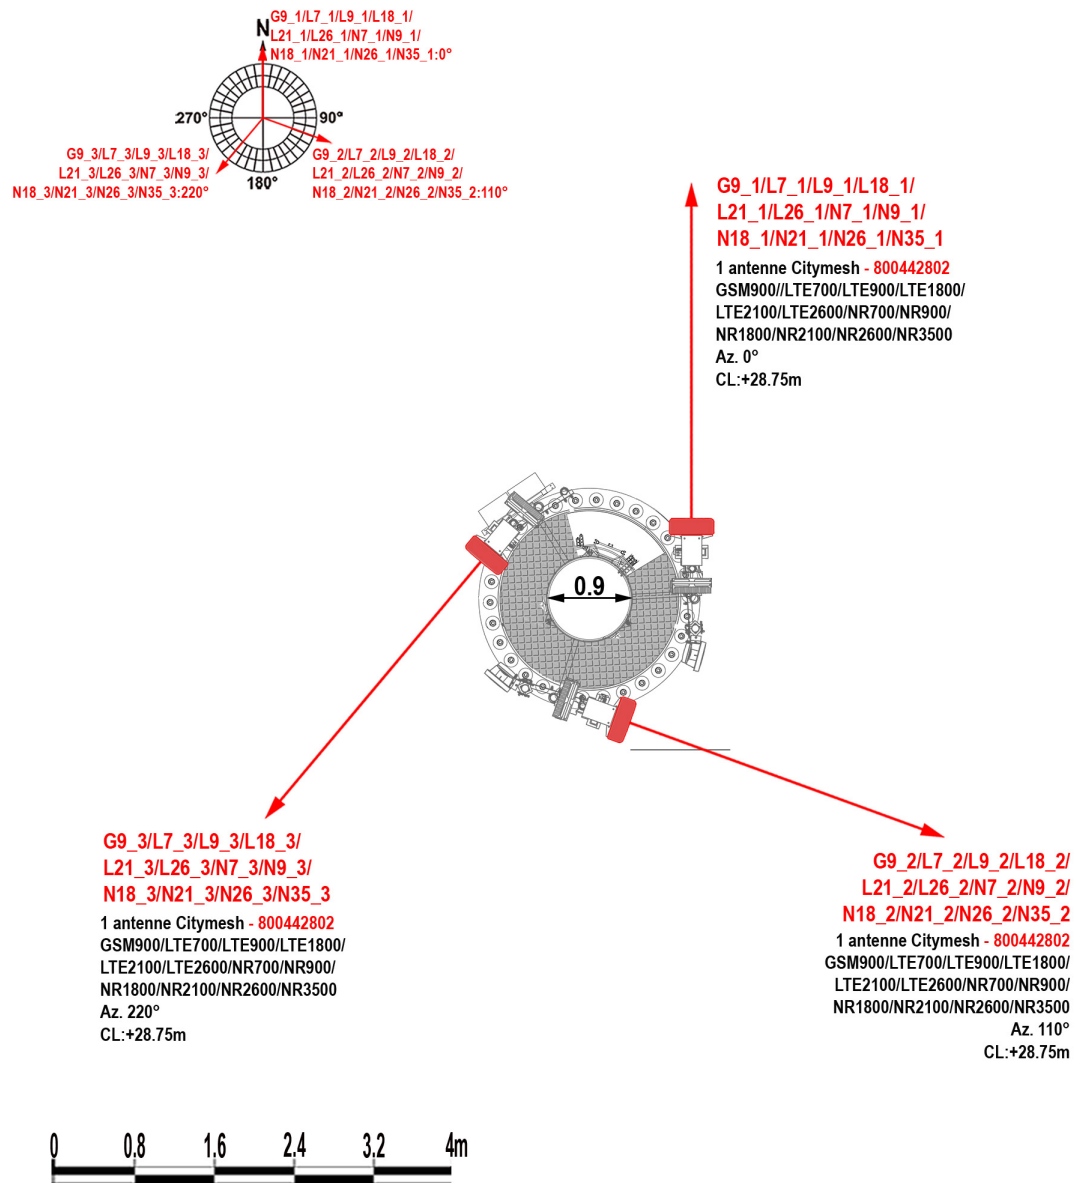 G9_1/L7_1/L9_1/L18_1/
L21_1/L26_1/N7_1/N9_1/
N18_1/N21_1/N26_1/N35_1:0°
N
270°
90°
180°
G9_3/L7_3/L9_3/L18_3/
L21_3/L26_3/N7_3/N9_3/
N18_3/N21_3/N26_3/N35_3:220°
G9_2/L7_2/L9_2/L18_2/
L21_2/L26_2/N7_2/N9_2/
N18_2/N21_2/N26_2/N35_2:110°
G9_1/L7_1/L9_1/L18_1/
L21_1/L26_1/N7_1/N9_1/
N18_1/N21_1/N26_1/N35_1
1 antenne Citymesh - 800442802
GSM900//LTE700/LTE900/LTE1800/
LTE2100/LTE2600/NR700/NR900/
NR1800/NR2100/NR2600/NR3500
Az. 0°
CL:+28.75m
0.9
G9_3/L7_3/L9_3/L18_3/
L21_3/L26_3/N7_3/N9_3/
N18_3/N21_3/N26_3/N35_3
1 antenne Citymesh - 800442802
GSM900/LTE700/LTE900/LTE1800/
LTE2100/LTE2600/NR700/NR900/
NR1800/NR2100/NR2600/NR3500
Az. 220°
CL:+28.75m
G9_2/L7_2/L9_2/L18_2/
L21_2/L26_2/N7_2/N9_2/
N18_2/N21_2/N26_2/N35_2
1 antenne Citymesh - 800442802
GSM900/LTE700/LTE900/LTE1800/
LTE2100/LTE2600/NR700/NR900/
NR1800/NR2100/NR2600/NR3500
Az. 110°
CL:+28.75m
0 0.8 1.6 2.4 3.2 4m